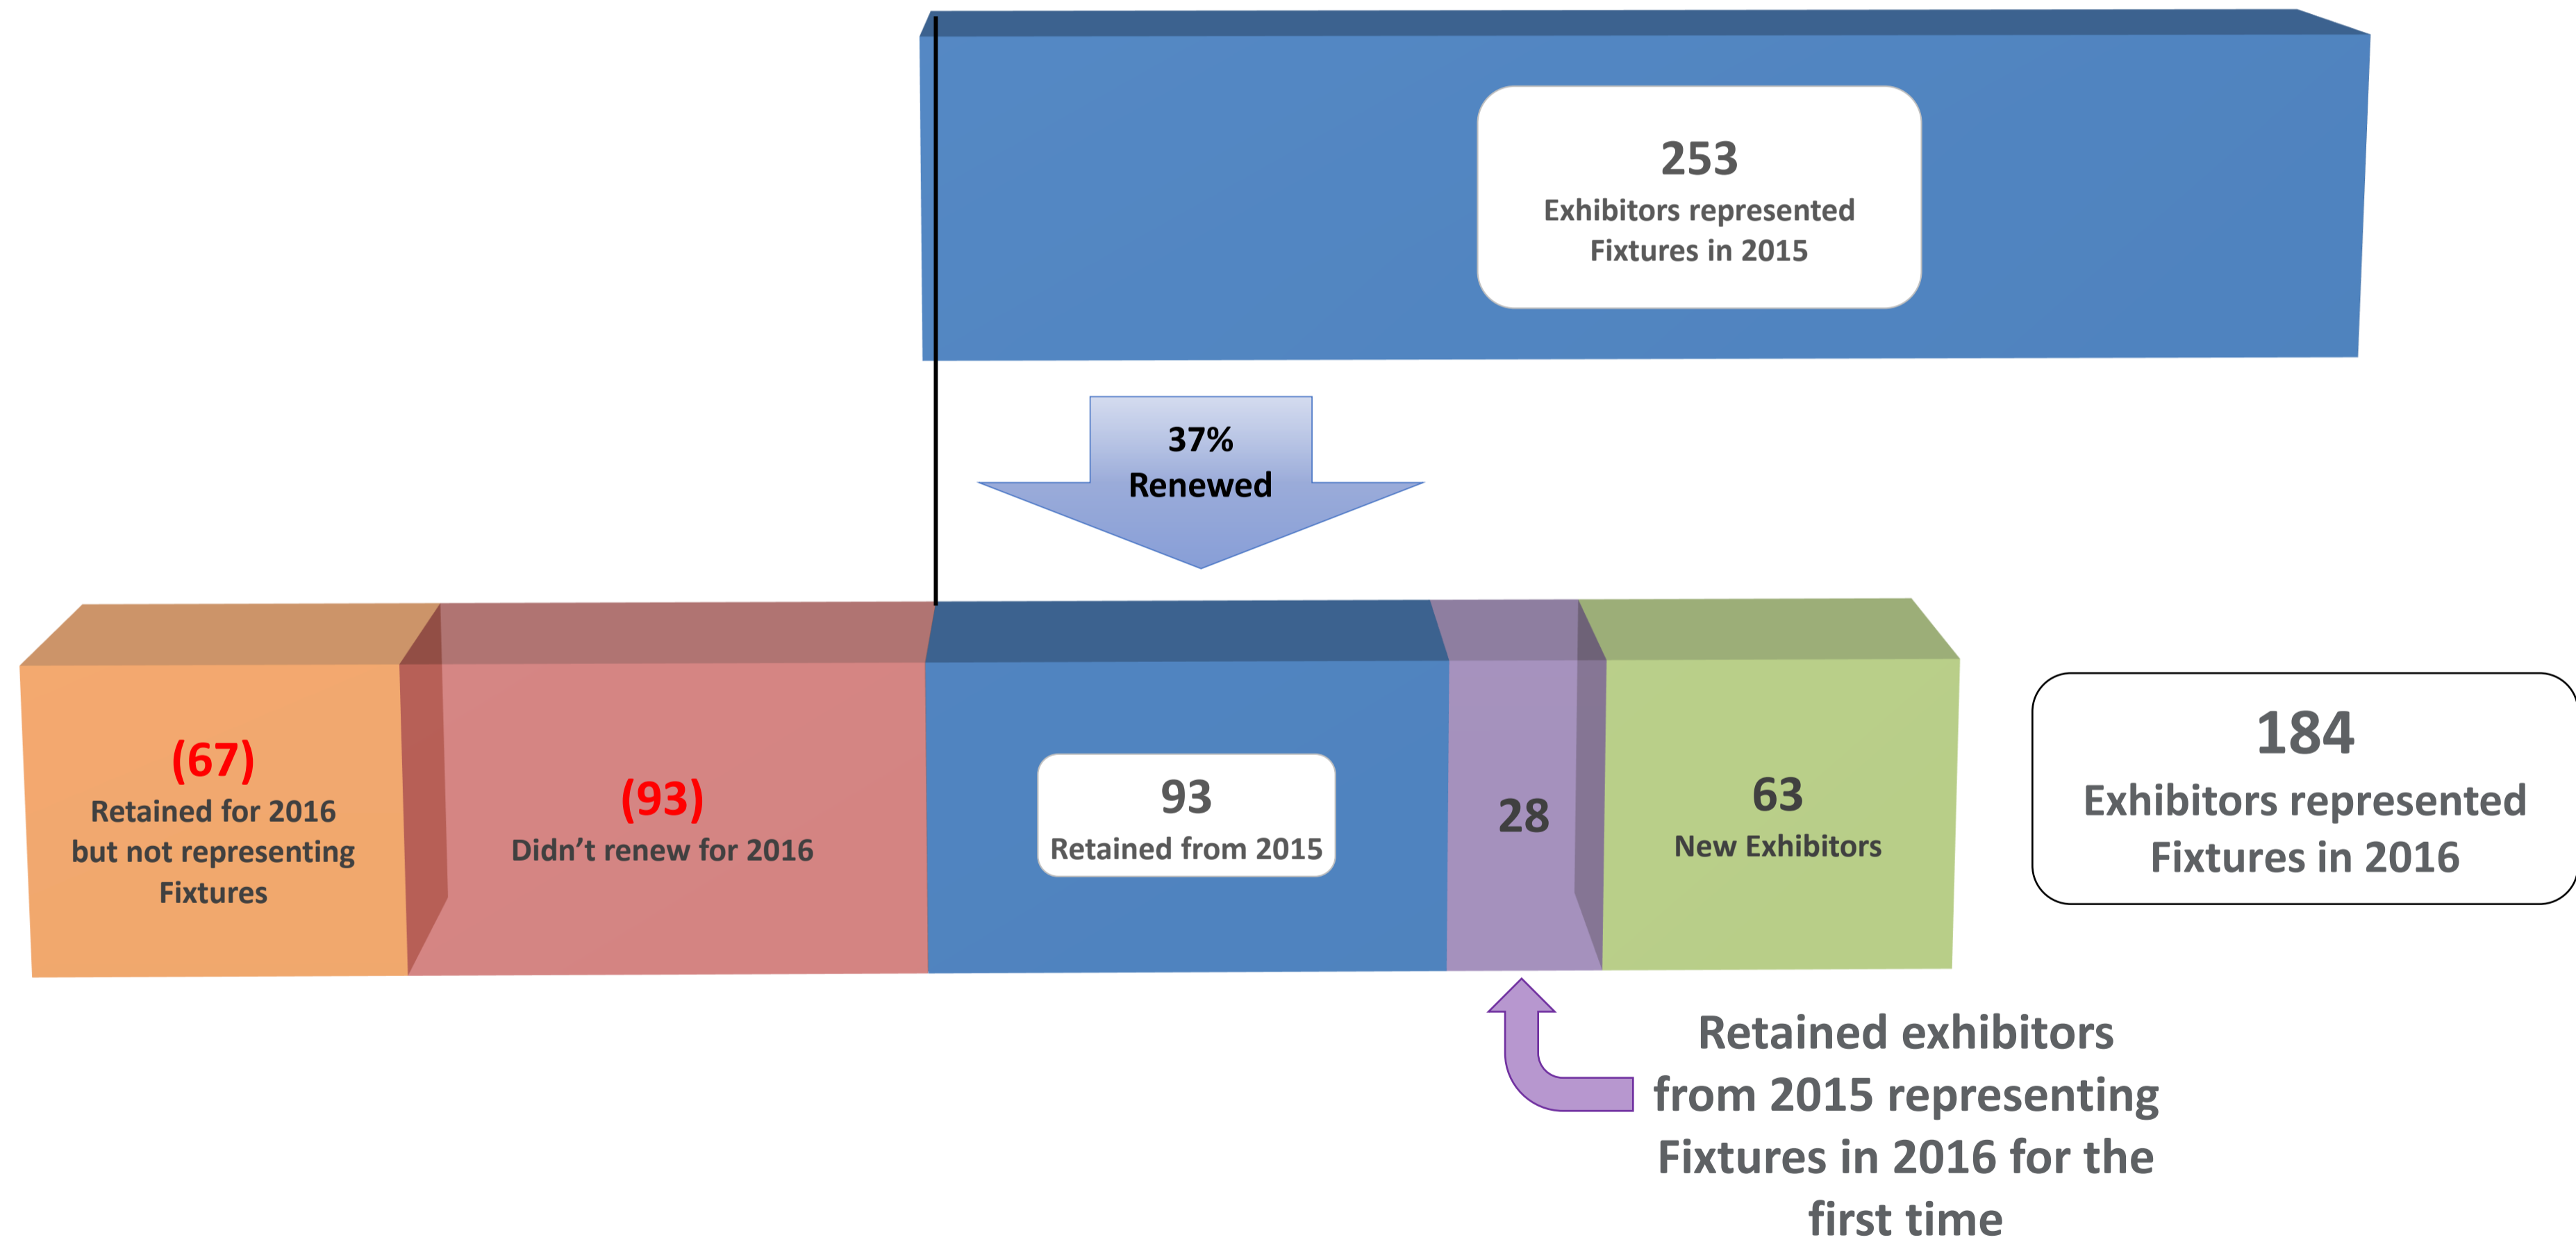 253
Exhibitors represented
Fixtures in 2015
37%
Renewed
(67)
Retained for 2016
but not representing
Fixtures
(93)
Didn’t renew for 2016
93
Retained from 2015
28
63
New Exhibitors
184
Exhibitors represented
Fixtures in 2016
Retained exhibitors
from 2015 representing
Fixtures in 2016 for the
first time